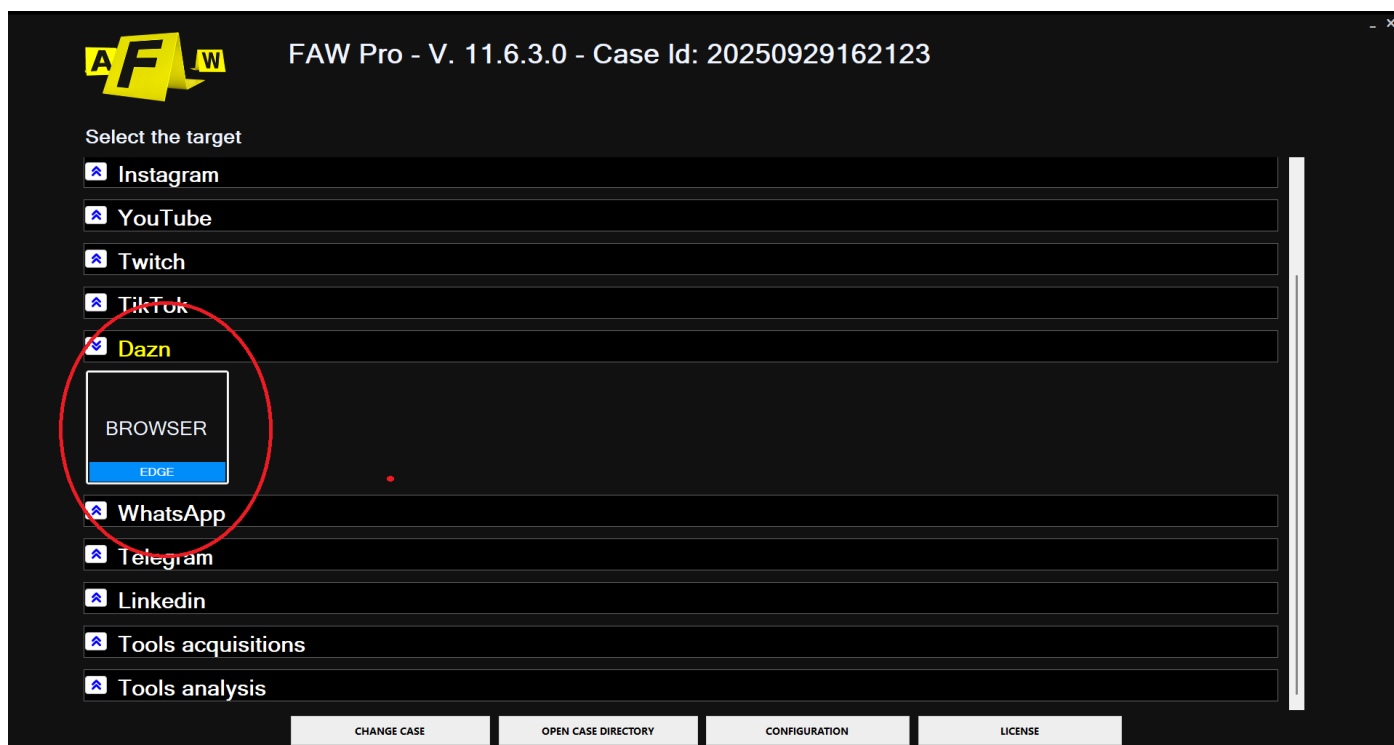 A F W
FAW Pro - V. 11.6.3.0 - Case Id: 20250929162123
Select the target
Instagram
YouTube
Twitch
TikTok
Dazn
BROWSER
EDGE
WhatsApp
Telegram
Linkedin
Tools acquisitions
Tools analysis
CHANGE CASE
OPEN CASE DIRECTORY
CONFIGURATION
LICENSE